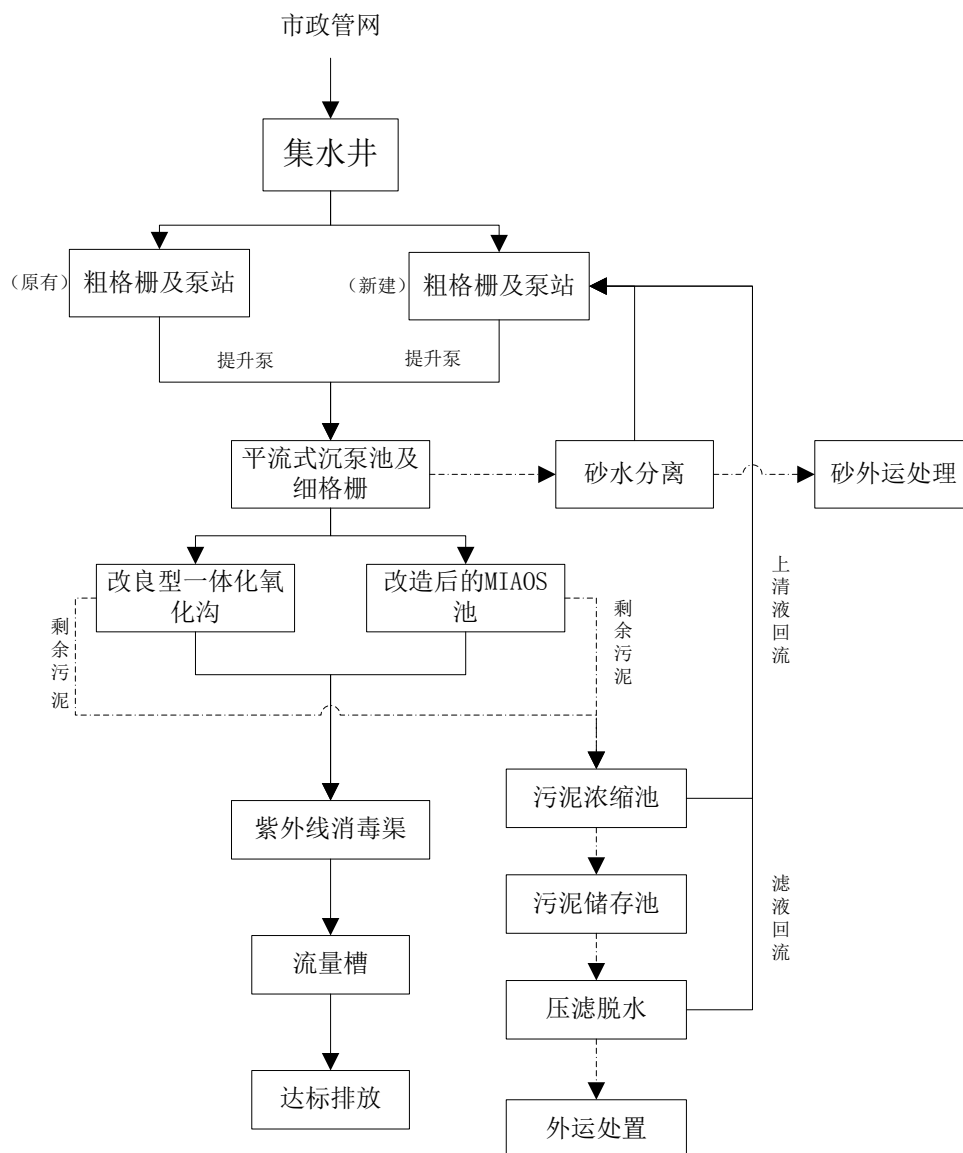 市政管网
集水井
（原有）
粗格栅及泵站
（新建）
粗格栅及泵站
提升泵
提升泵
平流式沉泵池及
细格栅
砂水分离
砂外运处理
改良型一体化氧
化沟
改造后的MIAOS
池
剩余污泥
剩余污泥
上清液回流
污泥浓缩池
紫外线消毒渠
污泥储存池
滤液回流
流量槽
压滤脱水
达标排放
外运处置